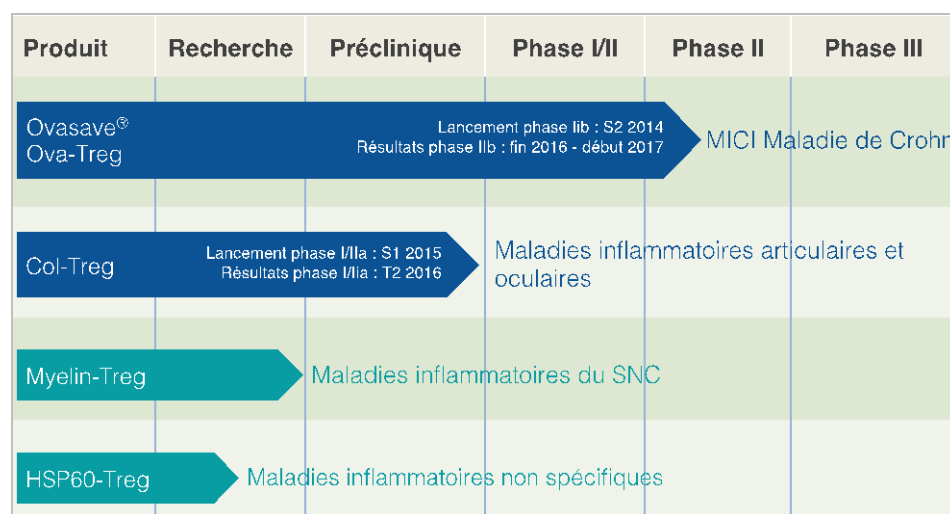 Produit Recherche Préclinique Phase I/II Phase II Phase III
Ovasave®
Ova-Treg
Lancement phase Iib : S2 2014
Résultats phase IIb : fin 2016 - début 2017
MICI Maladie de Crohn
Col-Treg
Lancement phase I/IIa : S1 2015
Résultats phase I/Iia : T2 2016
Maladies inflammatoires articulaires et
oculaires
Myelin-Treg
Maladies inflammatoires du SNC
HSP60-Treg
Maladies inflammatoires non spécifiques